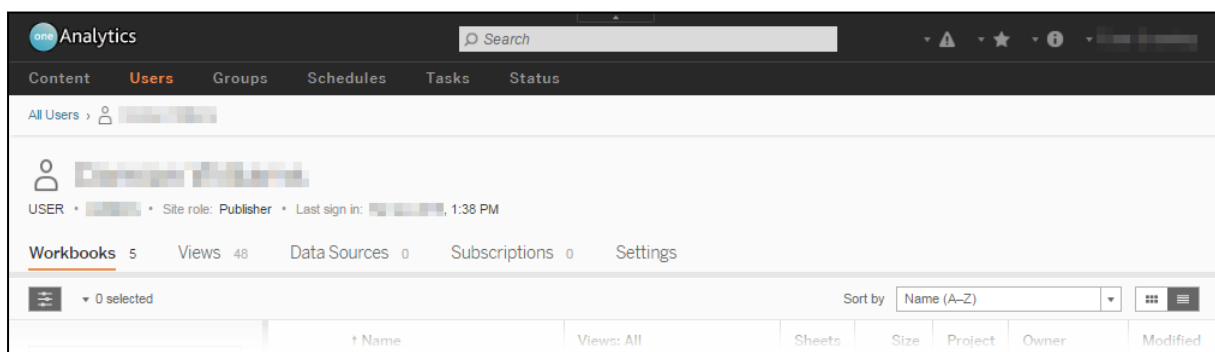 one Analytics Search
Content Users Groups Schedules Tasks Status
All Users ›
USER • • Site role: Publisher • Last sign in: , 1:38 PM
Workbooks 5 Views 48 Data Sources 0 Subscriptions 0 Settings
0 selected Sort by Name (A–Z)
↑ Name Views: All Sheets Size Project Owner Modified